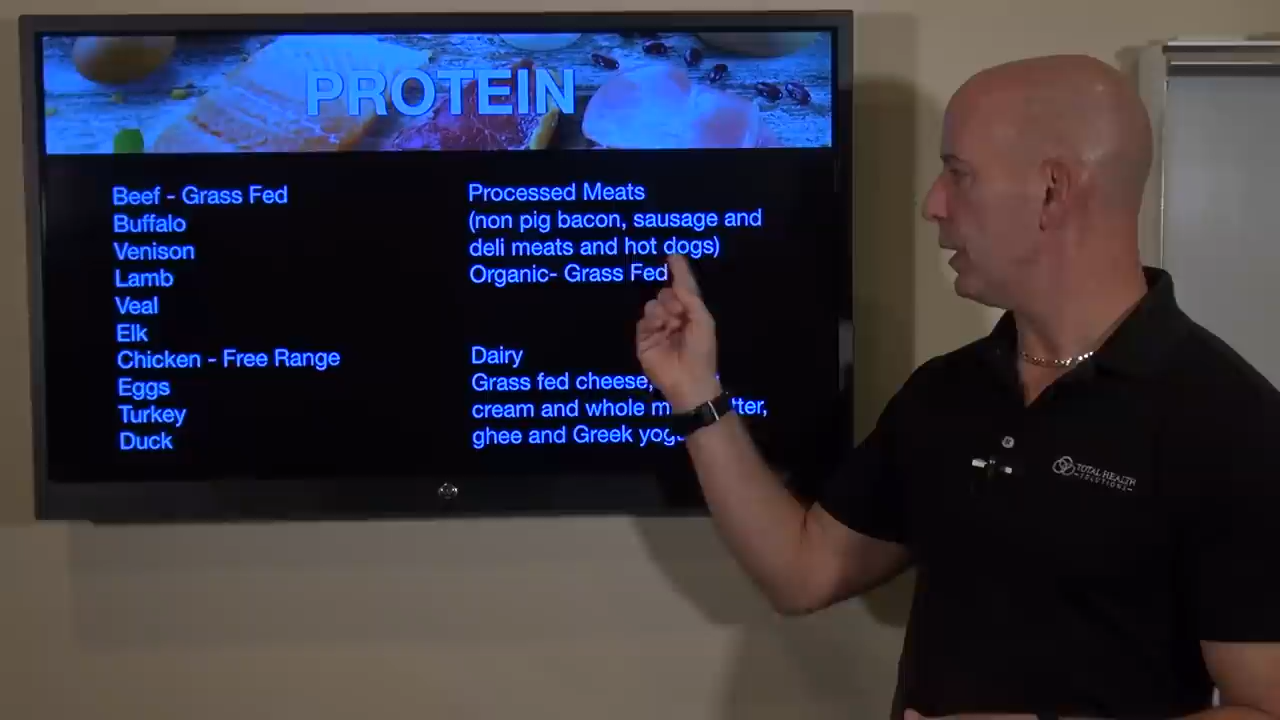 PROTEIN
Beef - Grass Fed
Buffalo
Venison
Lamb
Veal
Elk
Chicken - Free Range
Eggs
Turkey
Duck
Processed Meats
(non pig bacon, sausage and
deli meats and hot dogs)
Organic- Grass Fed
Dairy
Grass fed cheese,
cream and whole
ghee and Greek
TOTAL HEALTH
SOLUTIONS